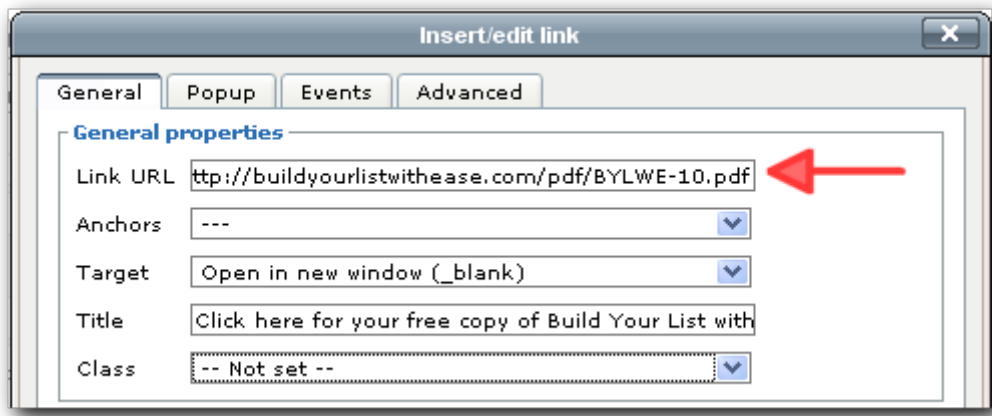 Insert/edit link
General Popup Events Advanced
General properties
Link URL ttp://buildyourlistwithease.com/pdf/BYLWE-10.pdf
Anchors ---
Target Open in new window (_blank)
Title Click here for your free copy of Build Your List with
Class -- Not set --